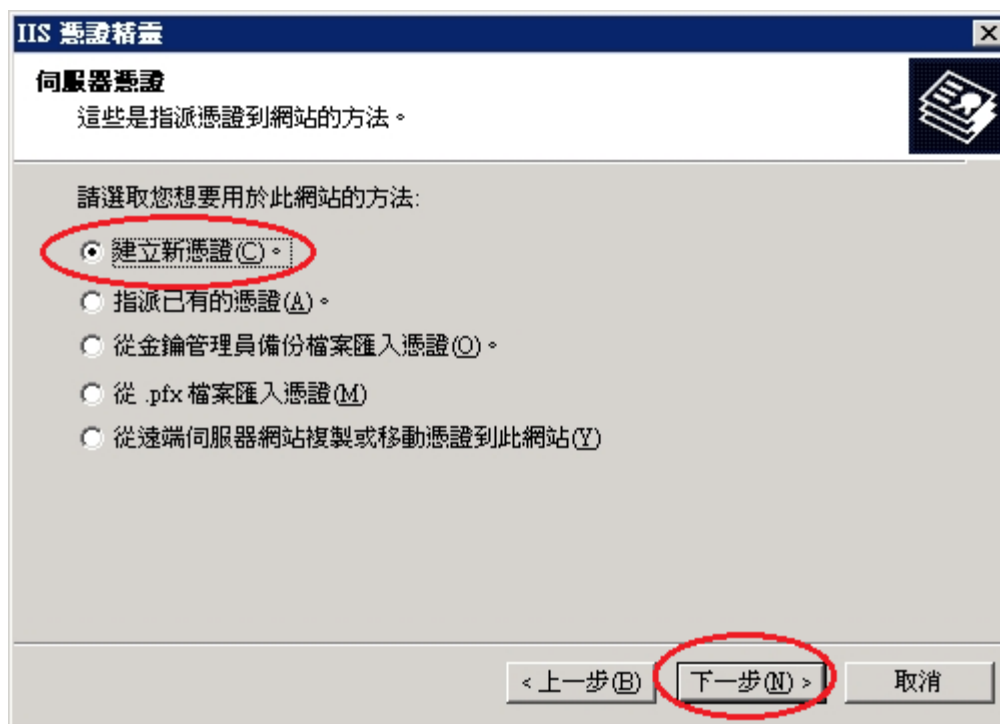 IIS 憑證精靈
伺服器憑證
這些是指派憑證到網站的方法。
請選取您想要用於此網站的方法:
建立新憑證(C)。
指派已有的憑證(A)。
從金鑰管理員備份檔案匯入憑證(O)。
從 .pfx 檔案匯入憑證(M)
從遠端伺服器網站複製或移動憑證到此網站(Y)
< 上一步(B) 下一步(N) > 取消